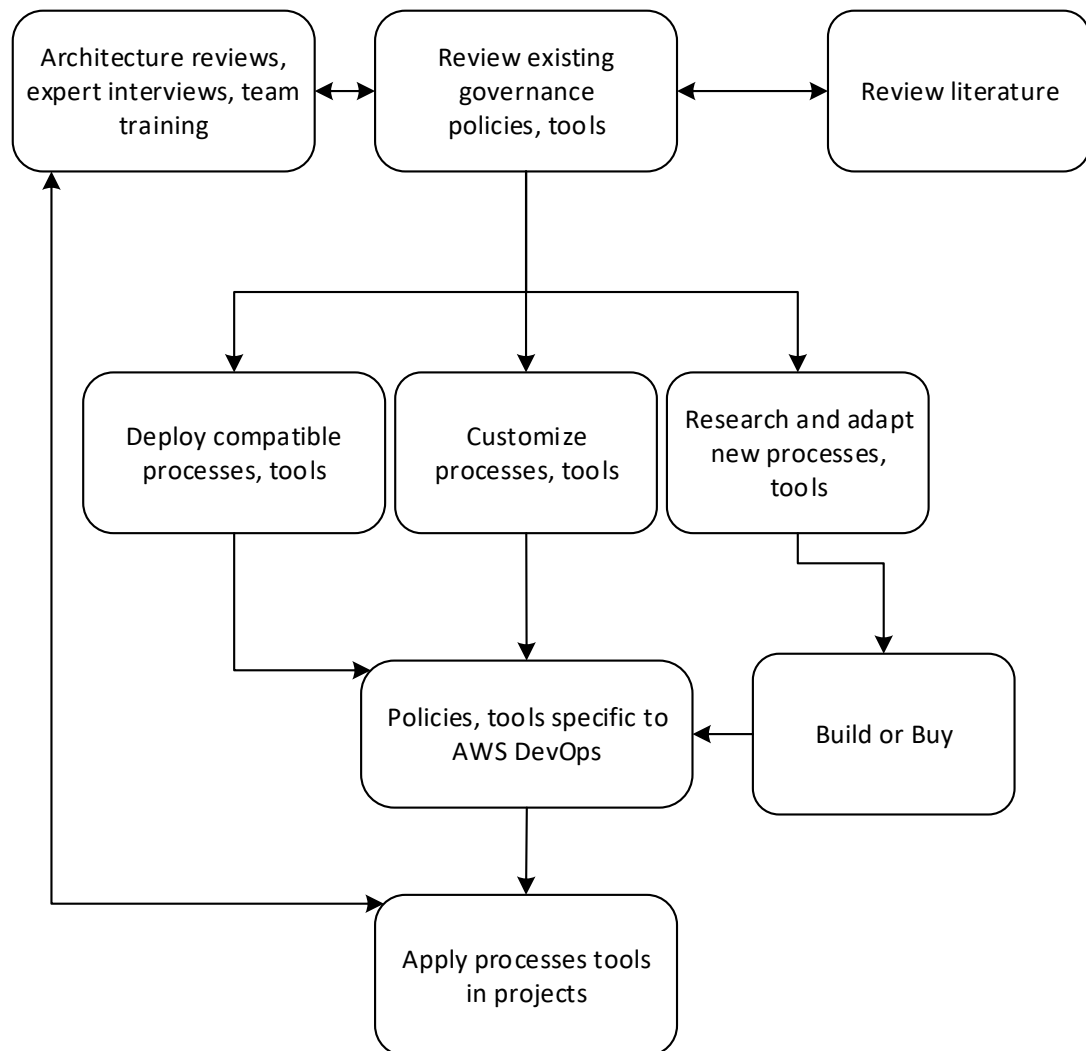 Architecture reviews,
expert interviews, team
training
Review existing
governance
policies, tools
Review literature
Deploy compatible
processes, tools
Customize
processes, tools
Research and adapt
new processes,
tools
Policies, tools specific to
AWS DevOps
Build or Buy
Apply processes tools
in projects